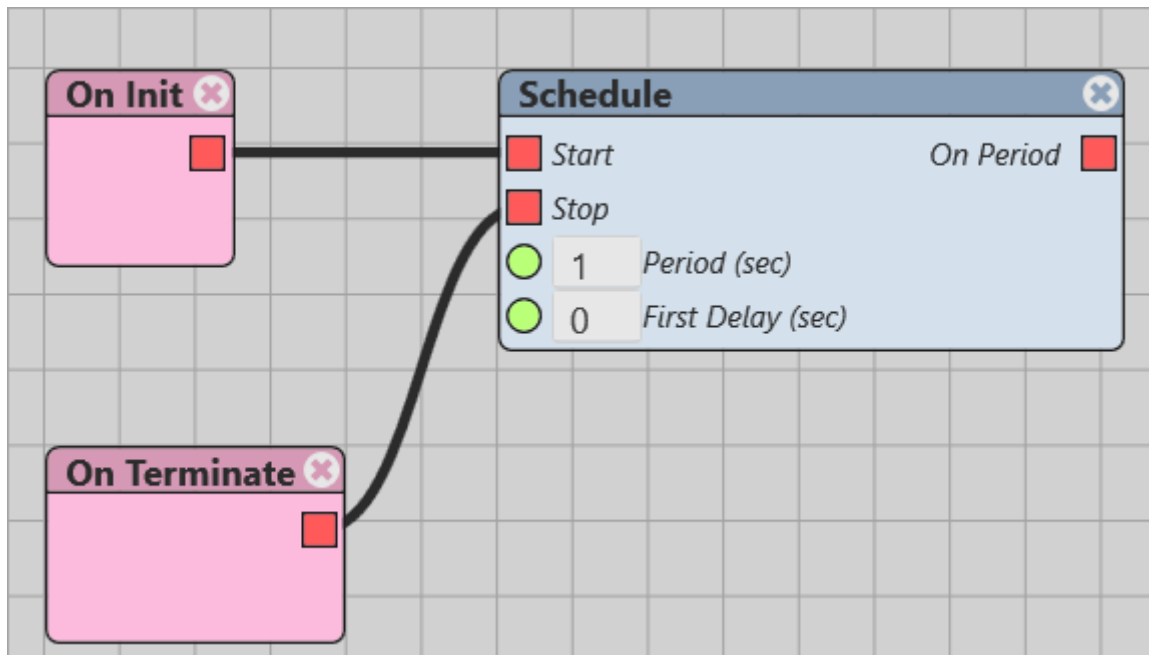 On Init
Schedule
Start
On Period
Stop
1 Period (sec)
0 First Delay (sec)
On Terminate